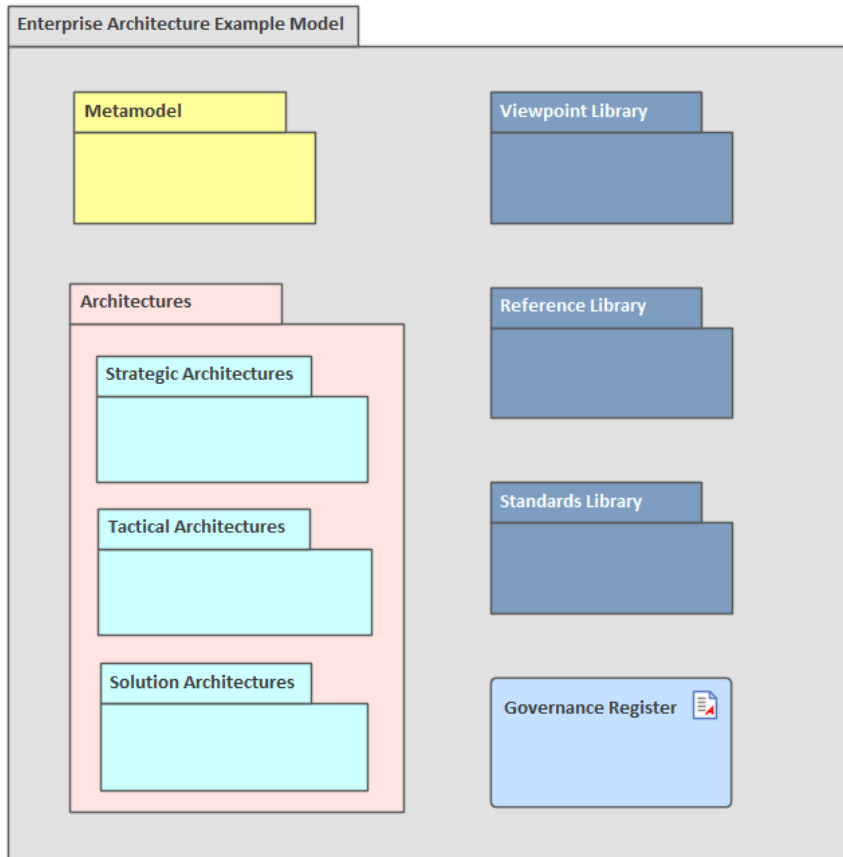 Enterprise Architecture Example Model
Metamodel
Viewpoint Library
Architectures
Reference Library
Strategic Architectures
Tactical Architectures
Standards Library
Solution Architectures
Governance Register